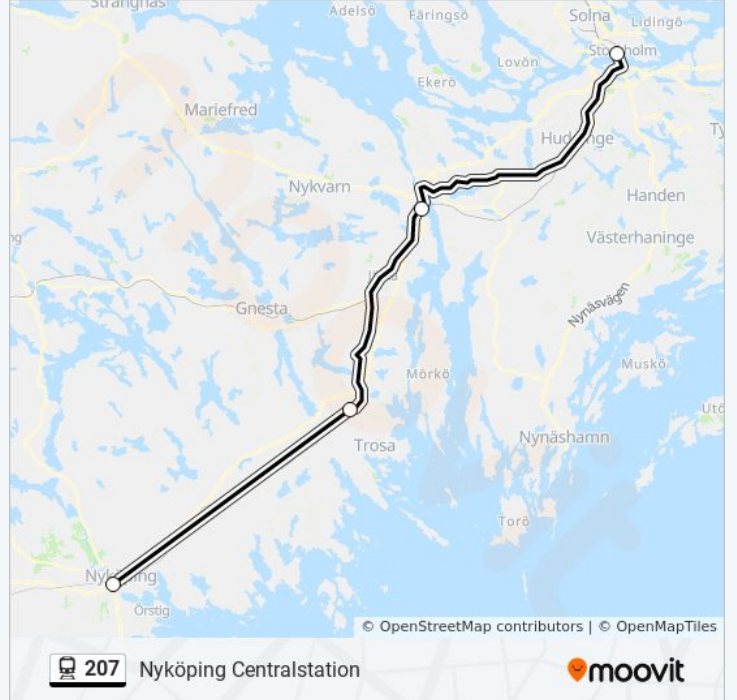 Strängnäs
Adelsö
Färingsö
Solna
Lidingö
Lovön
Stockholm
Ekerö
Mariefred
Ty
Huddinge
Nykvarn
Handen
Västerhaninge
ng
Gnesta
Nynäsvägen
Mörkö
Muskö
Utö
Trosa
Nynäshamn
Torö
Nyköping
Örstig
© OpenStreetMap contributors | © OpenMapTiles
207 Nyköping Centralstation
moovit